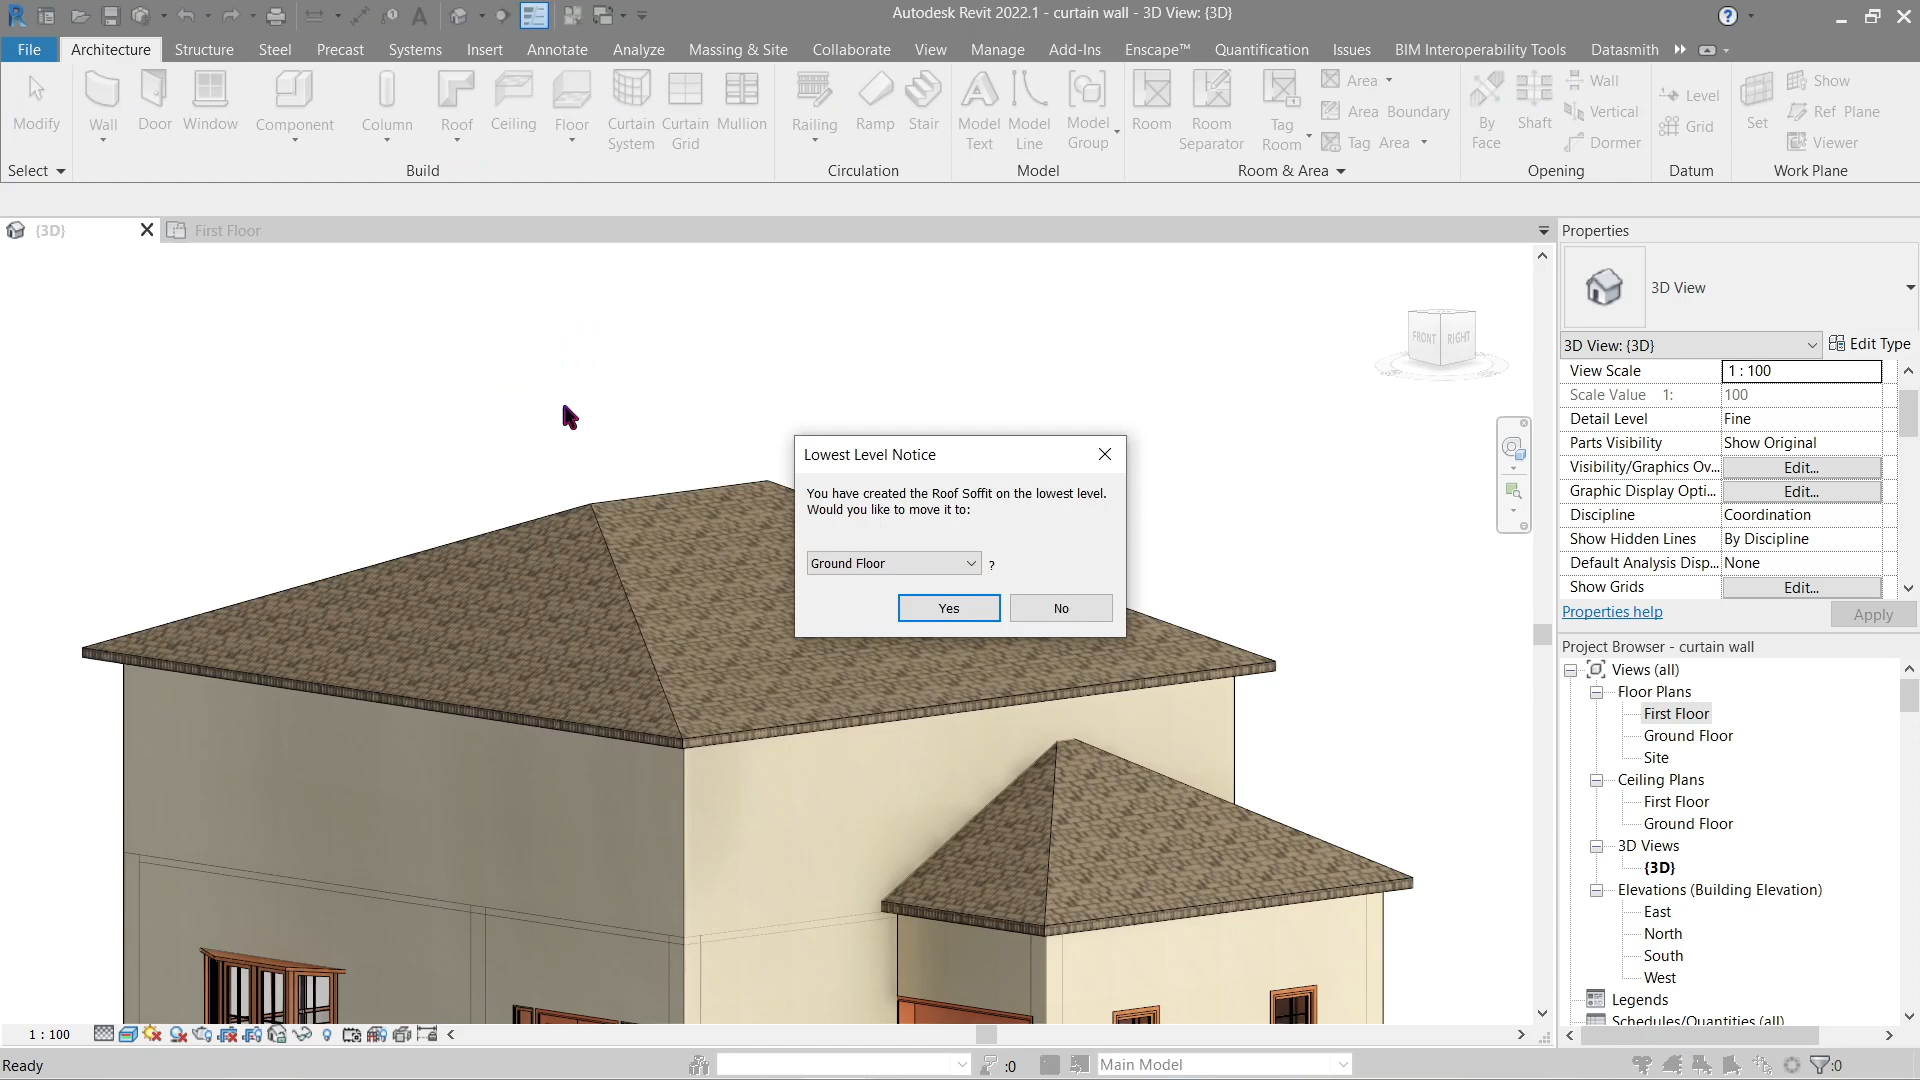 Autodesk Revit 2022.1 - curtain wall - 3D View: {3D}
File Architecture Structure Steel Precast Systems Insert Annotate Analyze Massing & Site Collaborate View Manage Add-Ins Enscape™ Quantification Issues BIM Interoperability Tools Datasmith
Modify
Wall
Door
Window
Component
Column
Roof
Ceiling
Floor
Curtain System
Curtain Grid
Mullion
Railing
Ramp
Stair
Model Text
Model Line
Model Group
Room
Room Separator
Tag Room
Area
Area Boundary
Tag Area
By Face
Shaft
Wall
Vertical
Dormer
Level
Grid
Set
Show
Ref Plane
Viewer
Select
Build
Circulation
Model
Room & Area
Opening
Datum
Work Plane
{3D}
First Floor
FRONT
RIGHT
Lowest Level Notice
You have created the Roof Soffit on the lowest level.
Would you like to move it to:
Ground Floor
?
Yes
No
Properties
3D View
3D View: {3D}
Edit Type
View Scale 1 : 100
Scale Value 1: 100
Detail Level Fine
Parts Visibility Show Original
Visibility/Graphics Ov... Edit...
Graphic Display Opti... Edit...
Discipline Coordination
Show Hidden Lines By Discipline
Default Analysis Disp... None
Show Grids Edit...
Properties help
Apply
Project Browser - curtain wall
Views (all)
Floor Plans
First Floor
Ground Floor
Site
Ceiling Plans
First Floor
Ground Floor
3D Views
{3D}
Elevations (Building Elevation)
East
North
South
West
Legends
Schedules/Quantities (all)
1 : 100
Ready
:0
Main Model
:0